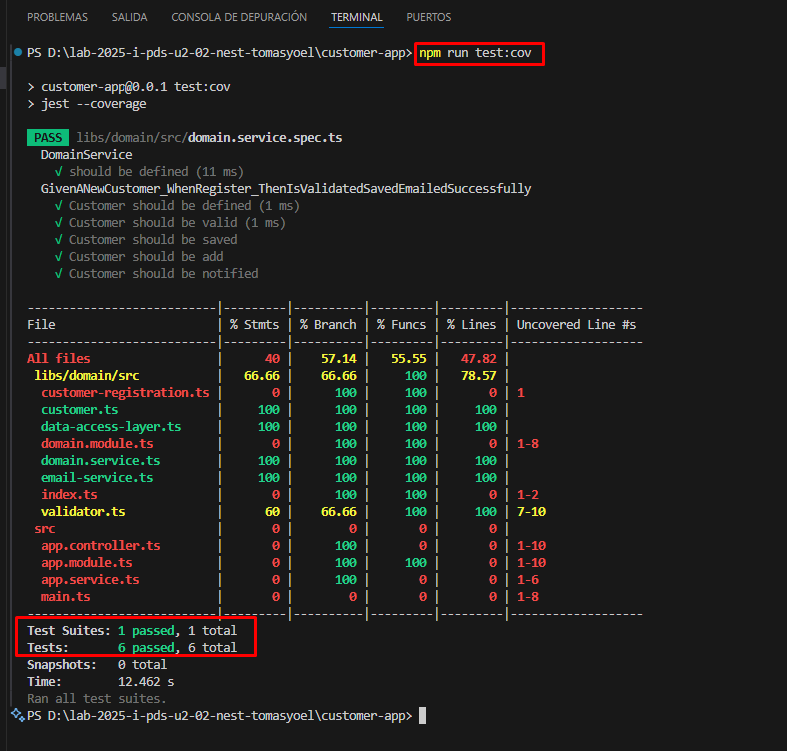 PROBLEMAS SALIDA CONSOLA DE DEPURACIÓN TERMINAL PUERTOS
PS D:\lab-2025-i-pds-u2-02-nest-tomasyoel\customer-app> npm run test:cov
> customer-app@0.0.1 test:cov
> jest --coverage
PASS libs/domain/src/domain.service.spec.ts
DomainService
√ should be defined (11 ms)
GivenANewCustomer_WhenRegister_ThenIsValidatedSavedEmailedSuccessfully
√ Customer should be defined (1 ms)
√ Customer should be valid (1 ms)
√ Customer should be saved
√ Customer should be add
√ Customer should be notified
---------------------------|---------|----------|---------|---------|-------------------
File | % Stmts | % Branch | % Funcs | % Lines | Uncovered Line #s
---------------------------|---------|----------|---------|---------|-------------------
All files | 40 | 57.14 | 55.55 | 47.82 |
libs/domain/src | 66.66 | 66.66 | 100 | 78.57 |
customer-registration.ts | 0 | 100 | 100 | 0 | 1
customer.ts | 100 | 100 | 100 | 100 |
data-access-layer.ts | 100 | 100 | 100 | 100 |
domain.module.ts | 0 | 100 | 100 | 0 | 1-8
domain.service.ts | 100 | 100 | 100 | 100 |
email-service.ts | 100 | 100 | 100 | 100 |
index.ts | 0 | 100 | 100 | 0 | 1-2
validator.ts | 60 | 66.66 | 100 | 100 | 7-10
src | 0 | 0 | 0 | 0 |
app.controller.ts | 0 | 100 | 0 | 0 | 1-10
app.module.ts | 0 | 100 | 100 | 0 | 1-10
app.service.ts | 0 | 100 | 0 | 0 | 1-6
main.ts | 0 | 0 | 0 | 0 | 1-8
---------------------------|---------|----------|---------|---------|-------------------
Test Suites: 1 passed, 1 total
Tests: 6 passed, 6 total
Snapshots: 0 total
Time: 12.462 s
Ran all test suites.
PS D:\lab-2025-i-pds-u2-02-nest-tomasyoel\customer-app>